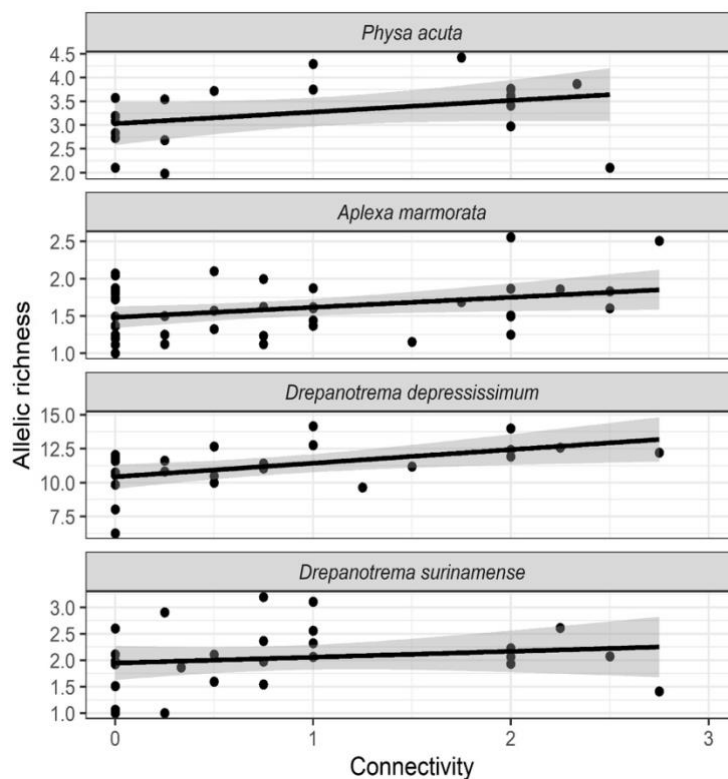 Physa acuta
4.5
4.0
3.5
3.0
2.5
2.0
Aplexa marmorata
2.5
2.0
1.5
1.0
Drepanotrema depressissimum
15.0
12.5
10.0
7.5
Drepanotrema surinamense
3.0
2.5
2.0
1.5
1.0
0 1 2 3
Connectivity
Allelic richness